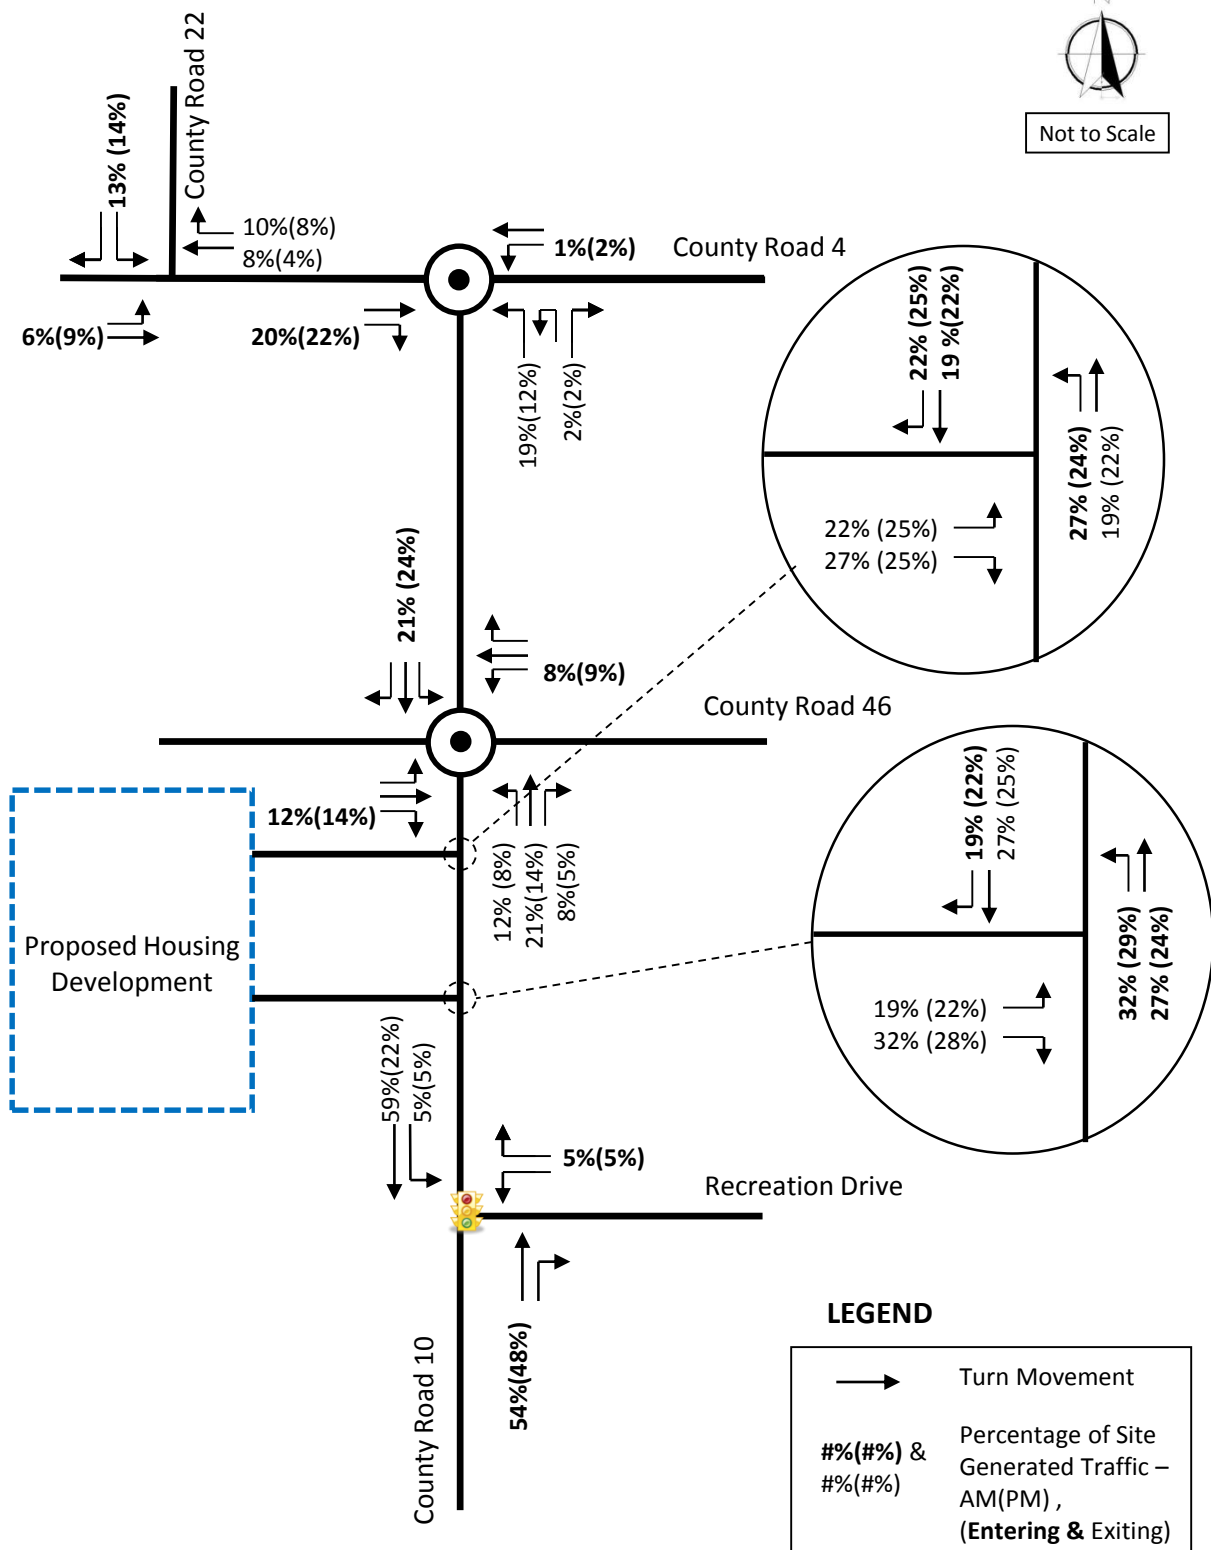 N
Not to Scale
County Road 22
13% (14%)
10%(8%)
8%(4%)
1%(2%)
County Road 4
6%(9%)
20%(22%)
19%(12%)
2%(2%)
22% (25%)
19 %(22%)
27% (24%)
19% (22%)
22% (25%)
27% (25%)
21% (24%)
8%(9%)
County Road 46
12%(14%)
12% (8%)
21%(14%)
8%(5%)
19% (22%)
27% (25%)
32% (29%)
27% (24%)
19% (22%)
32% (28%)
Proposed Housing
Development
59%(22%)
5%(5%)
5%(5%)
Recreation Drive
54%(48%)
County Road 10
LEGEND
Turn Movement
#%(#%) &
#%(#%)
Percentage of Site
Generated Traffic –
AM(PM) ,
(Entering & Exiting)